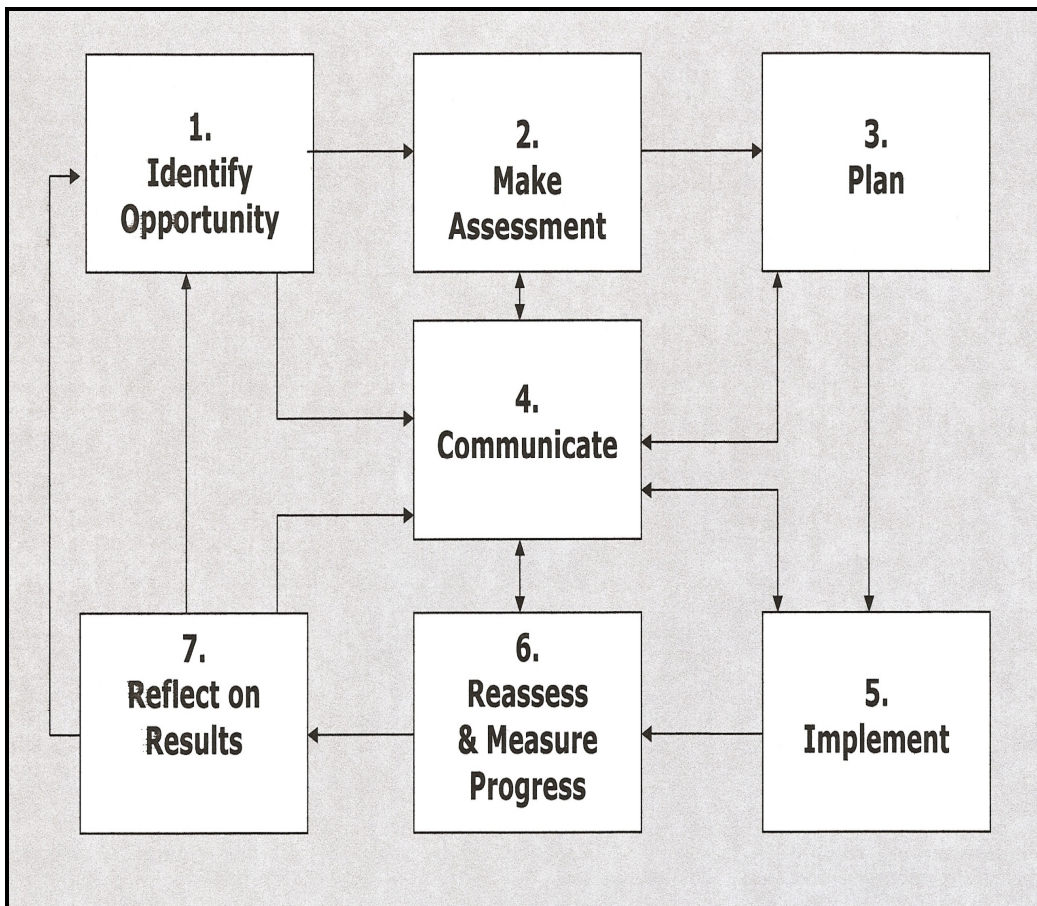 1.
Identify
Opportunity
2.
Make
Assessment
3.
Plan
4.
Communicate
5.
Implement
6.
Reassess
& Measure
Progress
7.
Reflect on
Results